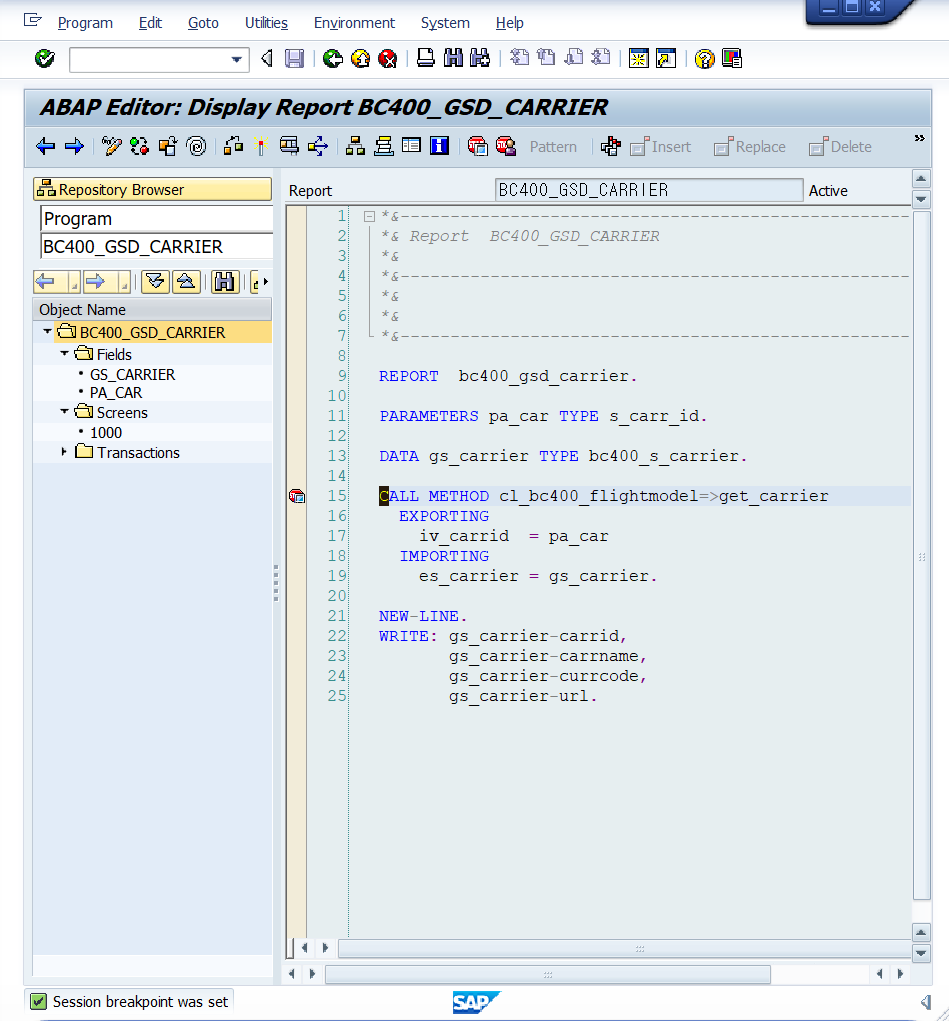 Program Edit Goto Utilities Environment System Help
ABAP Editor: Display Report BC400_GSD_CARRIER
Pattern Insert Replace Delete »
Repository Browser
Program
BC400_GSD_CARRIER
Object Name
BC400_GSD_CARRIER
Fields
GS_CARRIER
PA_CAR
Screens
1000
Transactions
Report BC400_GSD_CARRIER Active
1 *&---------------------------------------------------
2 *& Report  BC400_GSD_CARRIER
3 *&
4 *&---------------------------------------------------
5 *&
6 *&
7 *&---------------------------------------------------
8
9 REPORT  bc400_gsd_carrier.
10
11 PARAMETERS pa_car TYPE s_carr_id.
12
13 DATA gs_carrier TYPE bc400_s_carrier.
14
15 CALL METHOD cl_bc400_flightmodel=>get_carrier
16   EXPORTING
17     iv_carrid  = pa_car
18   IMPORTING
19     es_carrier = gs_carrier.
20
21 NEW-LINE.
22 WRITE: gs_carrier-carrid,
23        gs_carrier-carrname,
24        gs_carrier-currcode,
25        gs_carrier-url.
Session breakpoint was set
SAP